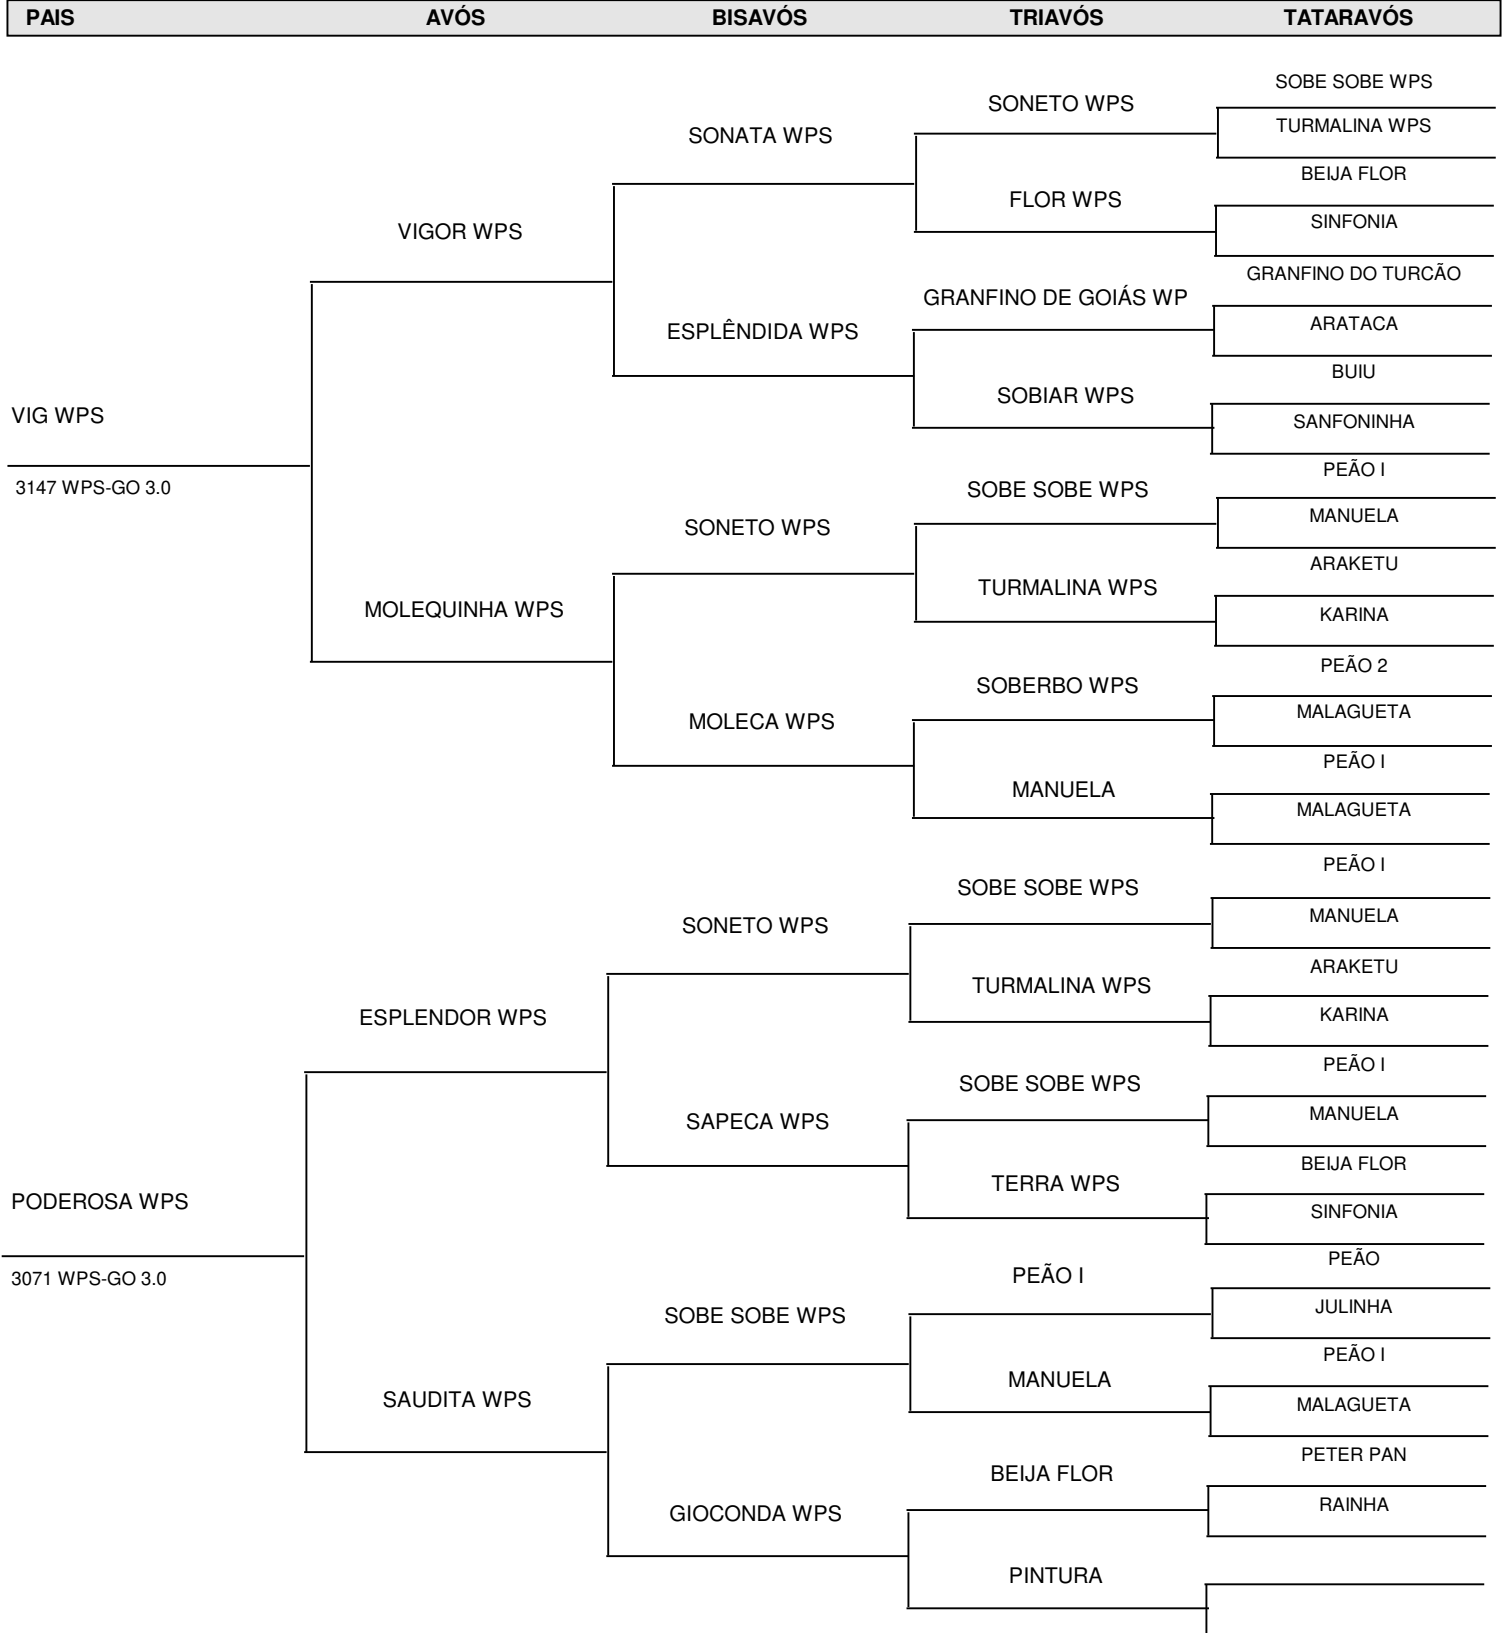 PAIS AVÓS BISAVÓS TRIAVÓS TATARAVÓS
SOBE SOBE WPS
SONETO WPS
TURMALINA WPS
SONATA WPS
BEIJA FLOR
FLOR WPS
SINFONIA
VIGOR WPS
GRANFINO DO TURCÃO
GRANFINO DE GOIÁS WP
ARATACA
ESPLÊNDIDA WPS
BUIU
SOBIAR WPS
SANFONINHA
VIG WPS
3147 WPS-GO 3.0
PEÃO I
SOBE SOBE WPS
MANUELA
SONETO WPS
ARAKETU
TURMALINA WPS
KARINA
MOLEQUINHA WPS
PEÃO 2
SOBERBO WPS
MALAGUETA
MOLECA WPS
PEÃO I
MANUELA
MALAGUETA
PEÃO I
SOBE SOBE WPS
MANUELA
SONETO WPS
ARAKETU
TURMALINA WPS
KARINA
ESPLENDOR WPS
PEÃO I
SOBE SOBE WPS
MANUELA
SAPECA WPS
BEIJA FLOR
TERRA WPS
SINFONIA
PODEROSA WPS
3071 WPS-GO 3.0
PEÃO
PEÃO I
JULINHA
SOBE SOBE WPS
PEÃO I
MANUELA
MALAGUETA
SAUDITA WPS
PETER PAN
BEIJA FLOR
RAINHA
GIOCONDA WPS
PINTURA